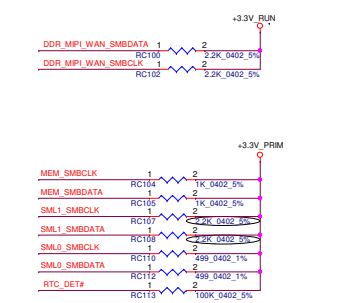 +3.3V_RUN
DDR_MIPI_WAN_SMBDATA 1 2
RC100 2.2K_0402_5%
DDR_MIPI_WAN_SMBCLK 1 2
RC102 2.2K_0402_5%
+3.3V_PRIM
MEM_SMBCLK 1 2
RC104 1K_0402_5%
MEM_SMBDATA 1 2
RC105 1K_0402_5%
SML1_SMBCLK 1 2
RC107 2.2K_0402_5%
SML1_SMBDATA 1 2
RC108 2.2K_0402_5%
SML0_SMBCLK 1 2
RC110 499_0402_1%
SML0_SMBDATA 1 2
RC112 499_0402_1%
RTC_DET# 1 2
RC113 100K_0402_5%